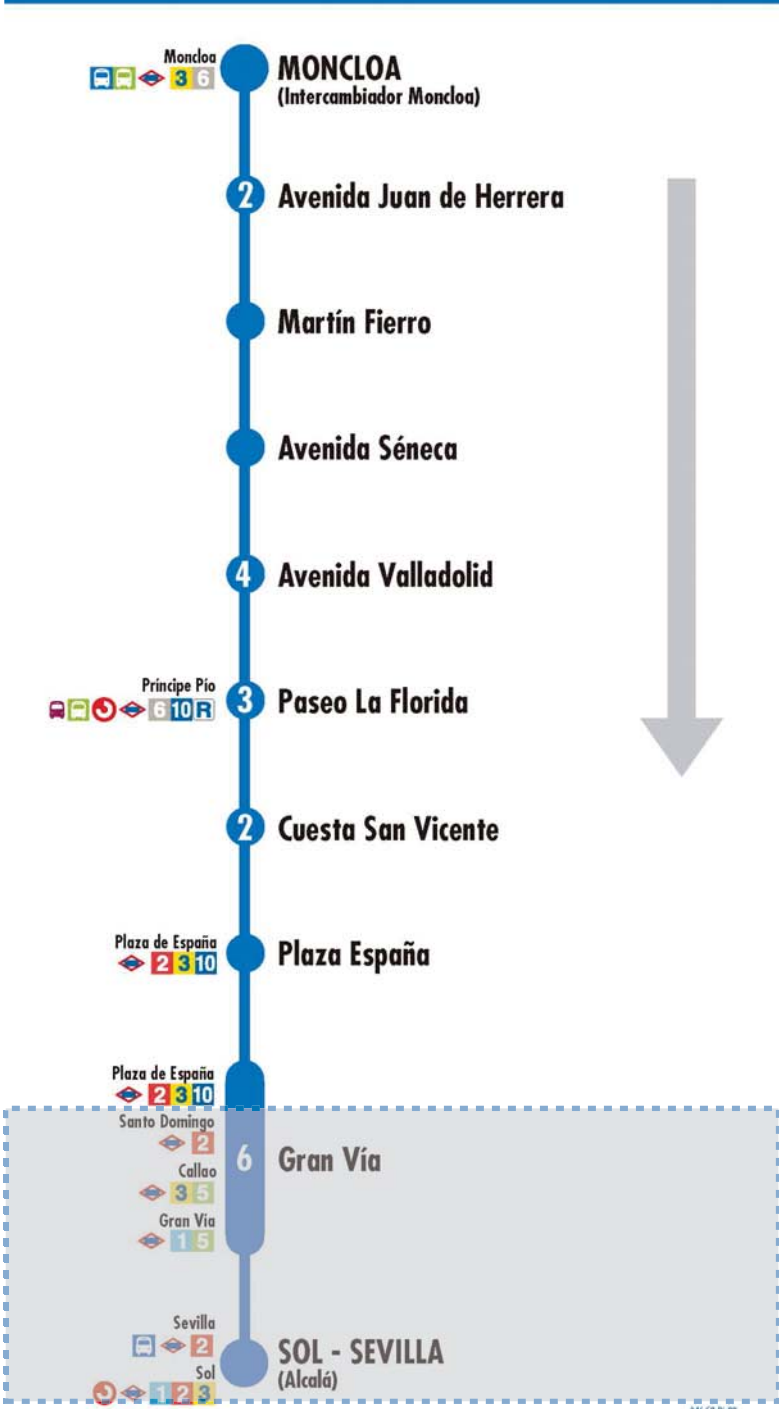 Moncloa
3 6
MONCLOA
(Intercambiador Moncloa)
2 Avenida Juan de Herrera
Martín Fierro
Avenida Séneca
4 Avenida Valladolid
Príncipe Pío
6 10 R
3 Paseo La Florida
2 Cuesta San Vicente
Plaza de España
2 3 10
Plaza España
Plaza de España
2 3 10
Santo Domingo
2
6 Gran Vía
Callao
3 5
Gran Vía
1 5
Sevilla
2
SOL - SEVILLA
(Alcalá)
Sol
1 2 3